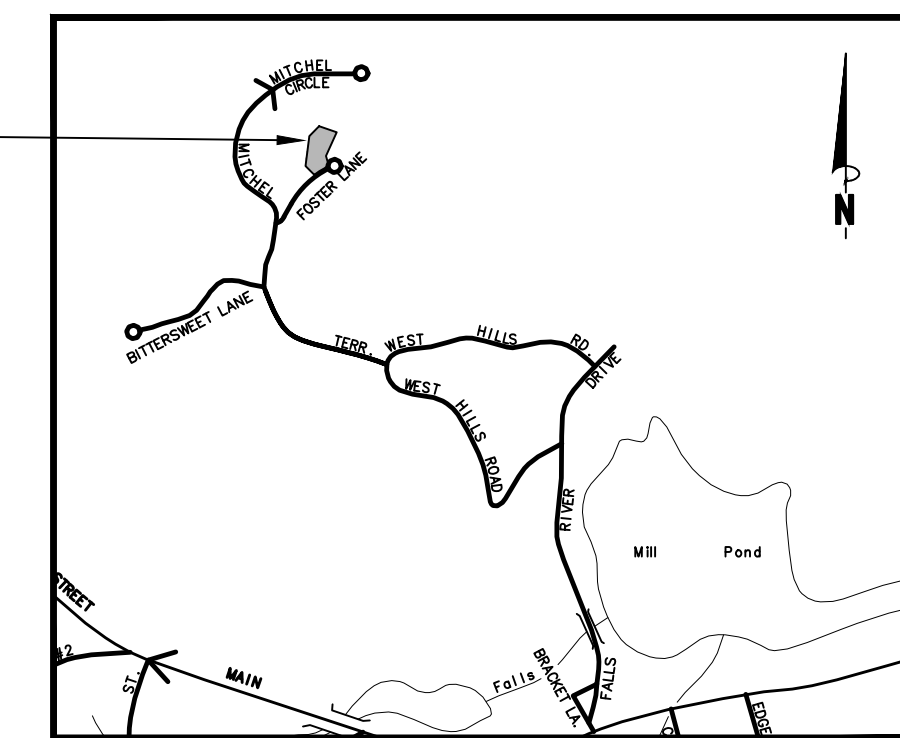 MITCHEL
CIRCLE
MITCHEL
FOSTER LANE
N
BITTERSWEET LANE
TERR.
WEST HILLS RD.
DRIVE
WEST HILLS ROAD
RIVER
Mill Pond
STREET
#2
ST.
MAIN
Falls
BRACKET LA.
FALLS
EDGE